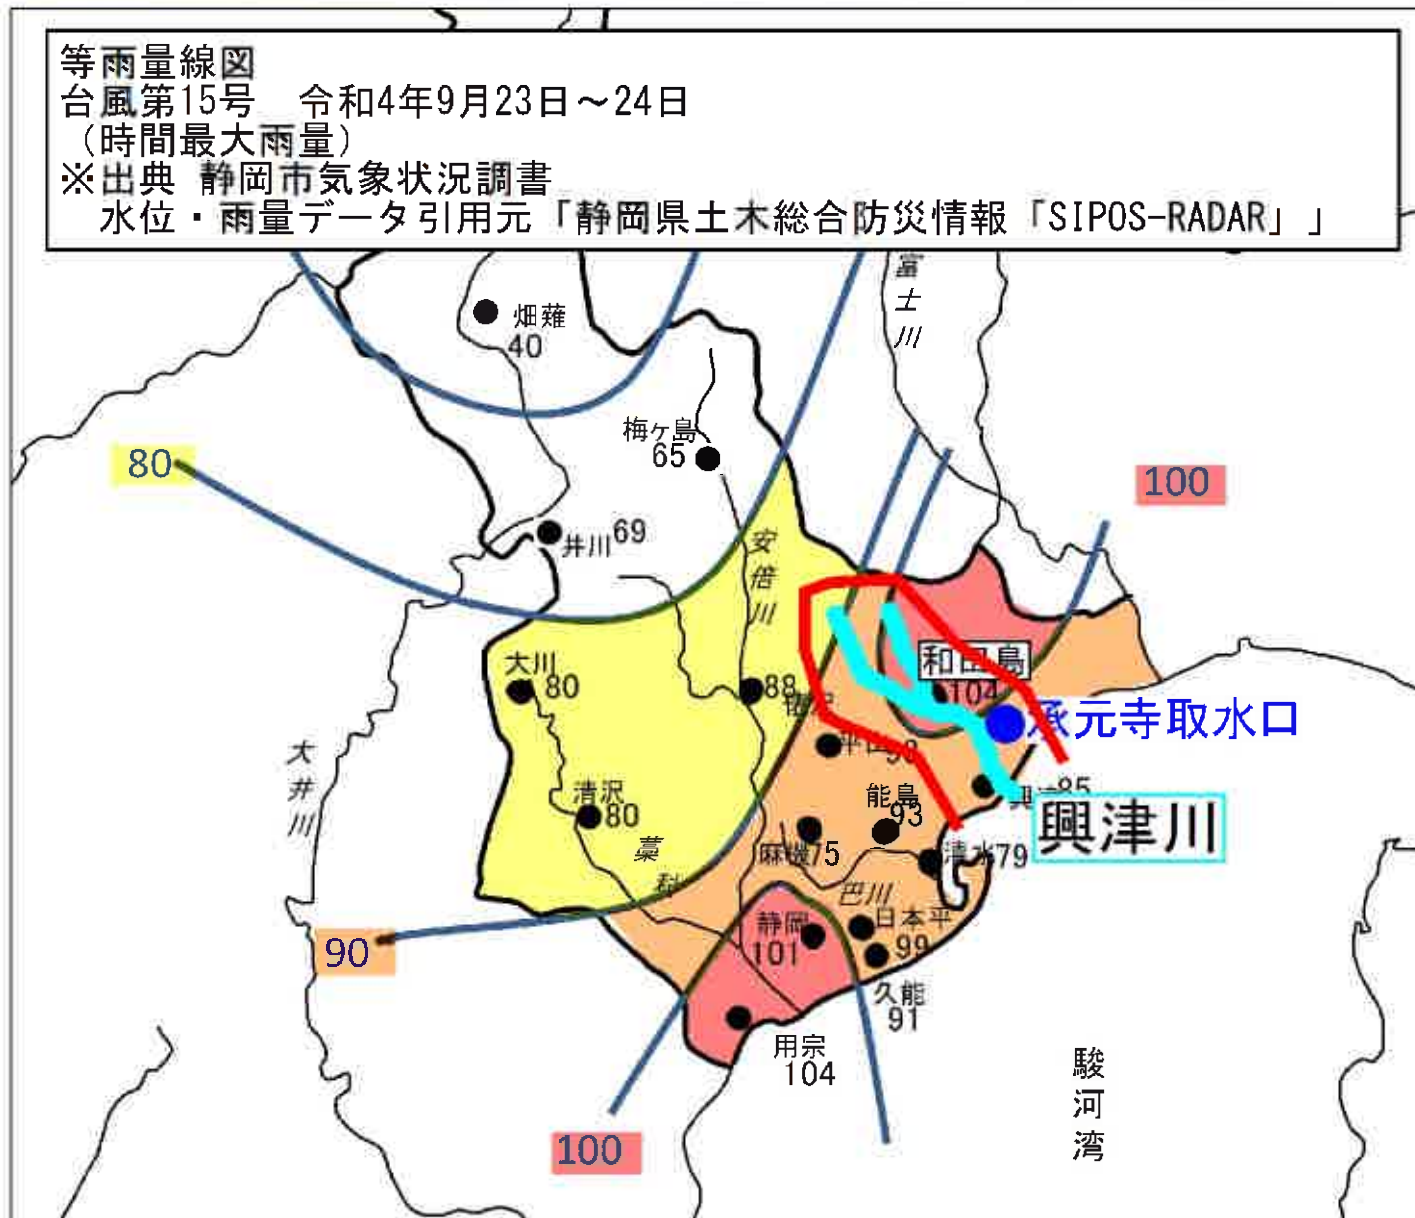 等雨量線図
台風第15号　令和4年9月23日～24日
（時間最大雨量）
※出典 静岡市気象状況調書
水位・雨量データ引用元「静岡県土木総合防災情報「SIPOS-RADAR」」
富士川
畑薙
40
梅ヶ島
65
80
100
井川 69
安倍川
大川
80
和田島
104
88
承元寺取水口
大井川
平山
清沢
80
能島
93
85
興津川
藁科
麻機75
清水79
巴川
日本平
99
静岡
101
90
久能
91
用宗
104
駿河湾
100